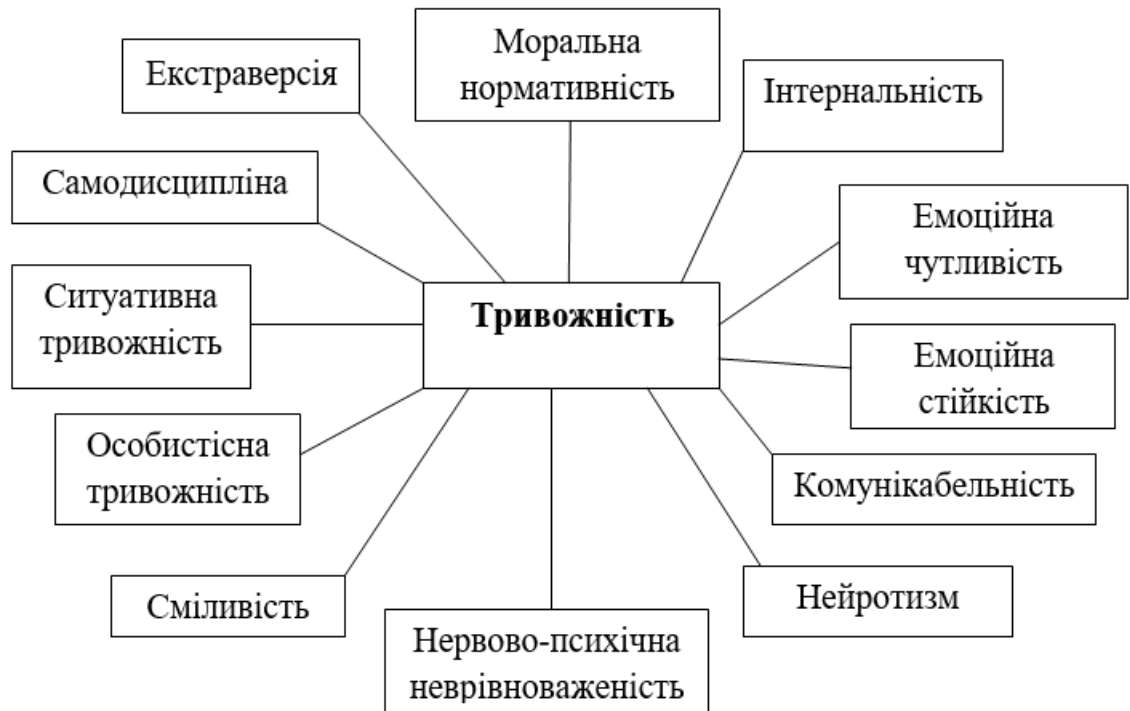 Моральна
нормативність
Екстраверсія
Інтернальність
Самодисципліна
Емоційна
чутливість
Ситуативна
тривожність
Тривожність
Емоційна
стійкість
Особистісна
тривожність
Комунікабельність
Сміливість
Нейротизм
Нервово-психічна
неврівноваженість